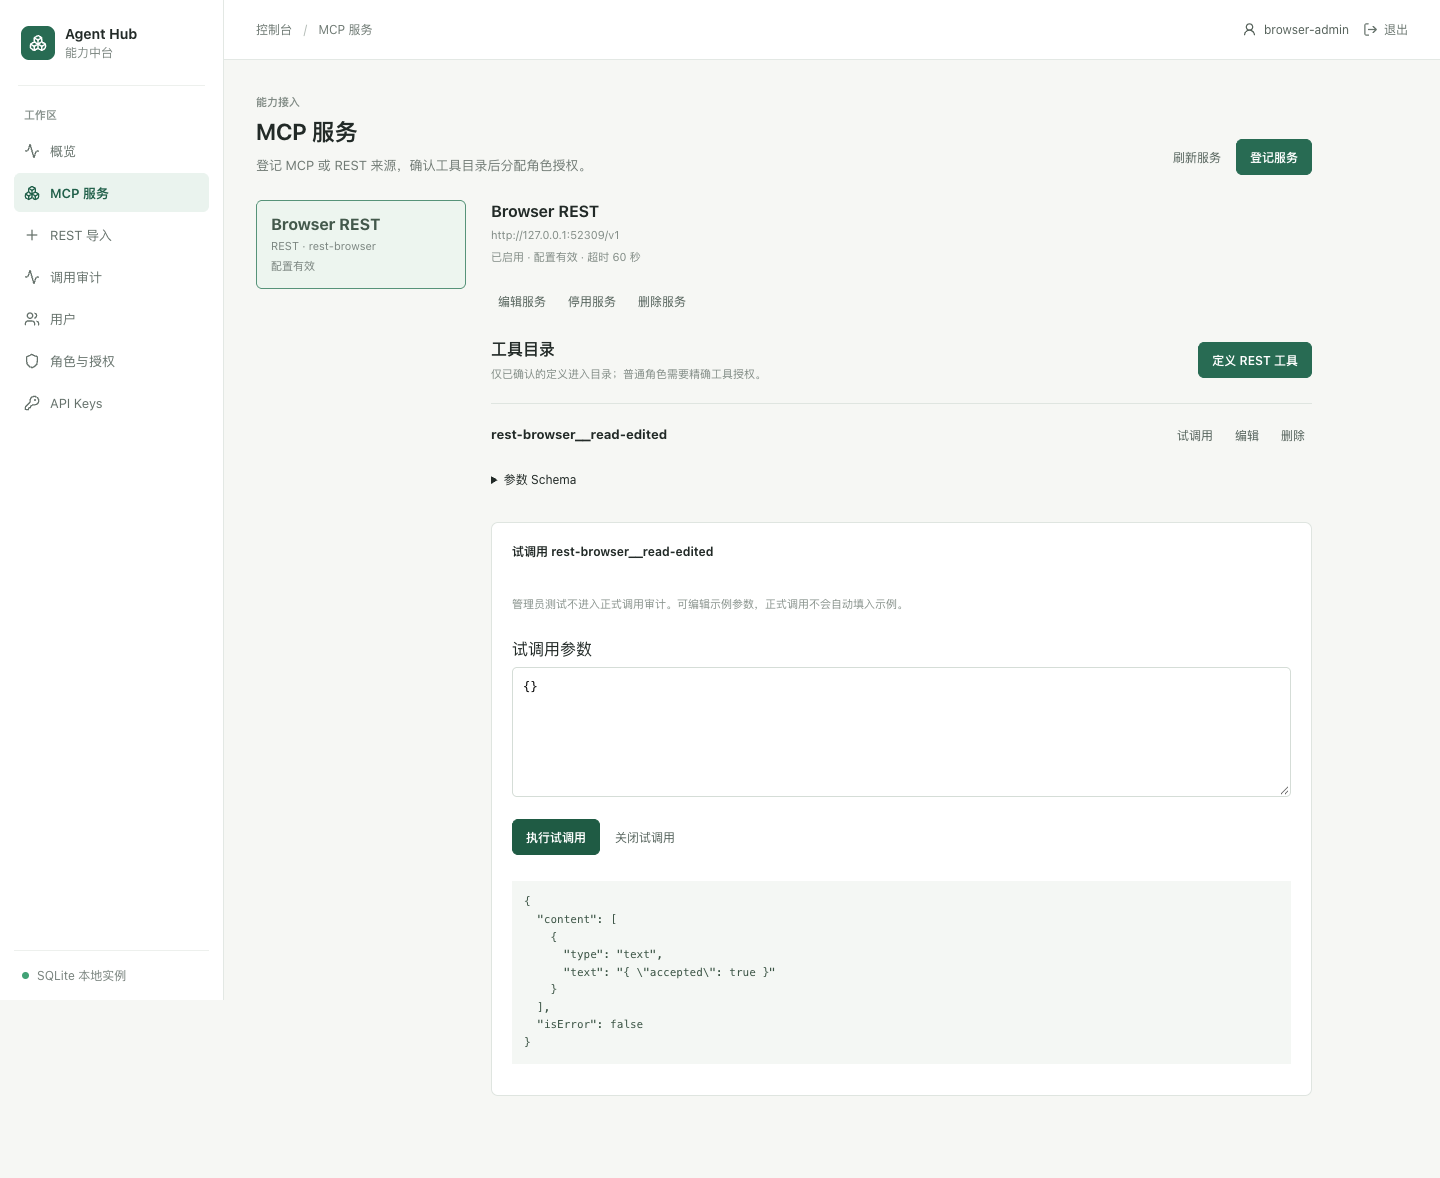 Agent Hub
能力中台
工作区
概览
MCP 服务
REST 导入
调用审计
用户
角色与授权
API Keys
SQLite 本地实例
控制台 / MCP 服务
browser-admin
退出
能力接入
MCP 服务
登记 MCP 或 REST 来源，确认工具目录后分配角色授权。
刷新服务
登记服务
Browser REST
REST · rest-browser
配置有效
Browser REST
http://127.0.0.1:52309/v1
已启用 · 配置有效 · 超时 60 秒
编辑服务 停用服务 删除服务
工具目录
仅已确认的定义进入目录；普通角色需要精确工具授权。
定义 REST 工具
rest-browser__read-edited
试调用 编辑 删除
参数 Schema
试调用 rest-browser__read-edited
管理员测试不进入正式调用审计。可编辑示例参数，正式调用不会自动填入示例。
试调用参数
{}
执行试调用 关闭试调用
{
  "content": [
    {
      "type": "text",
      "text": "{ \"accepted\": true }"
    }
  ],
  "isError": false
}